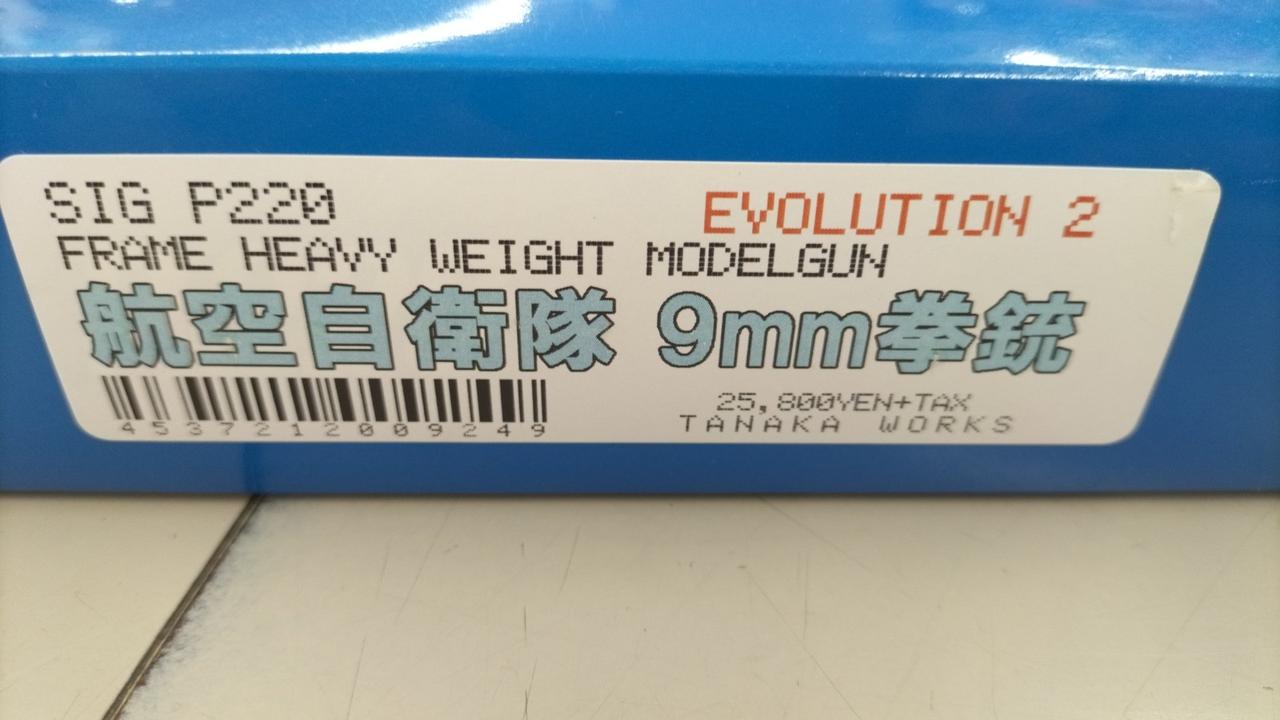 SIG P220
EVOLUTION 2
FRAME HEAVY WEIGHT MODELGUN
航空自衛隊 9mm拳銃
4537212009249
25,800YEN+TAX
TANAKA WORKS